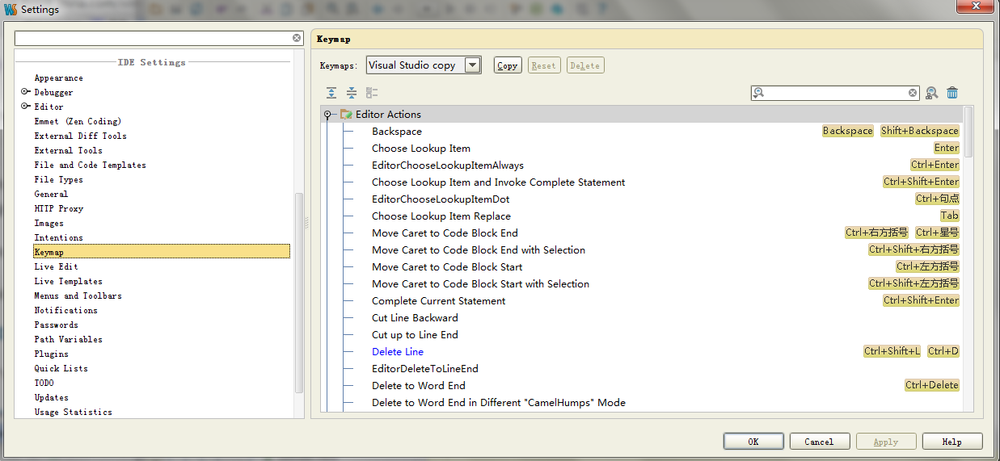 Settings
IDE Settings
Appearance
Debugger
Editor
Emmet (Zen Coding)
External Diff Tools
External Tools
File and Code Templates
File Types
General
HTTP Proxy
Images
Intentions
Keymap
Live Edit
Live Templates
Menus and Toolbars
Notifications
Passwords
Path Variables
Plugins
Quick Lists
TODO
Updates
Usage Statistics
Keymap
Keymaps: Visual Studio copy Copy Reset Delete
Editor Actions
Backspace Backspace Shift+Backspace
Choose Lookup Item Enter
EditorChooseLookupItemAlways Ctrl+Enter
Choose Lookup Item and Invoke Complete Statement Ctrl+Shift+Enter
EditorChooseLookupItemDot Ctrl+句点
Choose Lookup Item Replace Tab
Move Caret to Code Block End Ctrl+右方括号 Ctrl+星号
Move Caret to Code Block End with Selection Ctrl+Shift+右方括号
Move Caret to Code Block Start Ctrl+左方括号
Move Caret to Code Block Start with Selection Ctrl+Shift+左方括号
Complete Current Statement Ctrl+Shift+Enter
Cut Line Backward
Cut up to Line End
Delete Line Ctrl+Shift+L Ctrl+D
EditorDeleteToLineEnd
Delete to Word End Ctrl+Delete
Delete to Word End in Different "CamelHumps" Mode
OK Cancel Apply Help